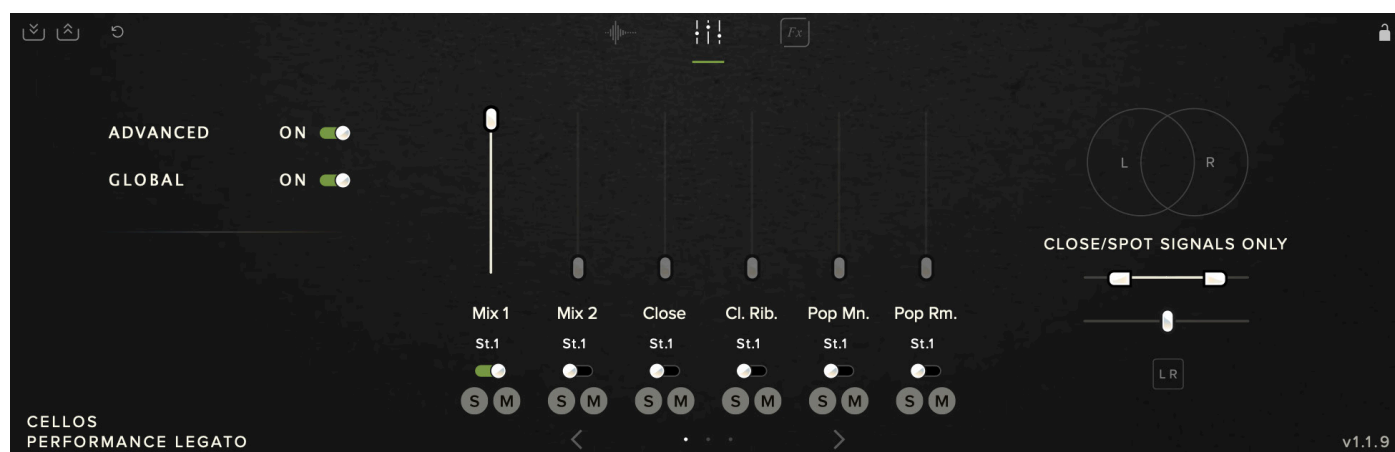 Fx
ADVANCED ON
GLOBAL ON
L R
CLOSE/SPOT SIGNALS ONLY
Mix 1 Mix 2 Close Cl. Rib. Pop Mn. Pop Rm.
St.1 St.1 St.1 St.1 St.1 St.1
L R
S M S M S M S M S M S M
CELLOS
PERFORMANCE LEGATO
v1.1.9